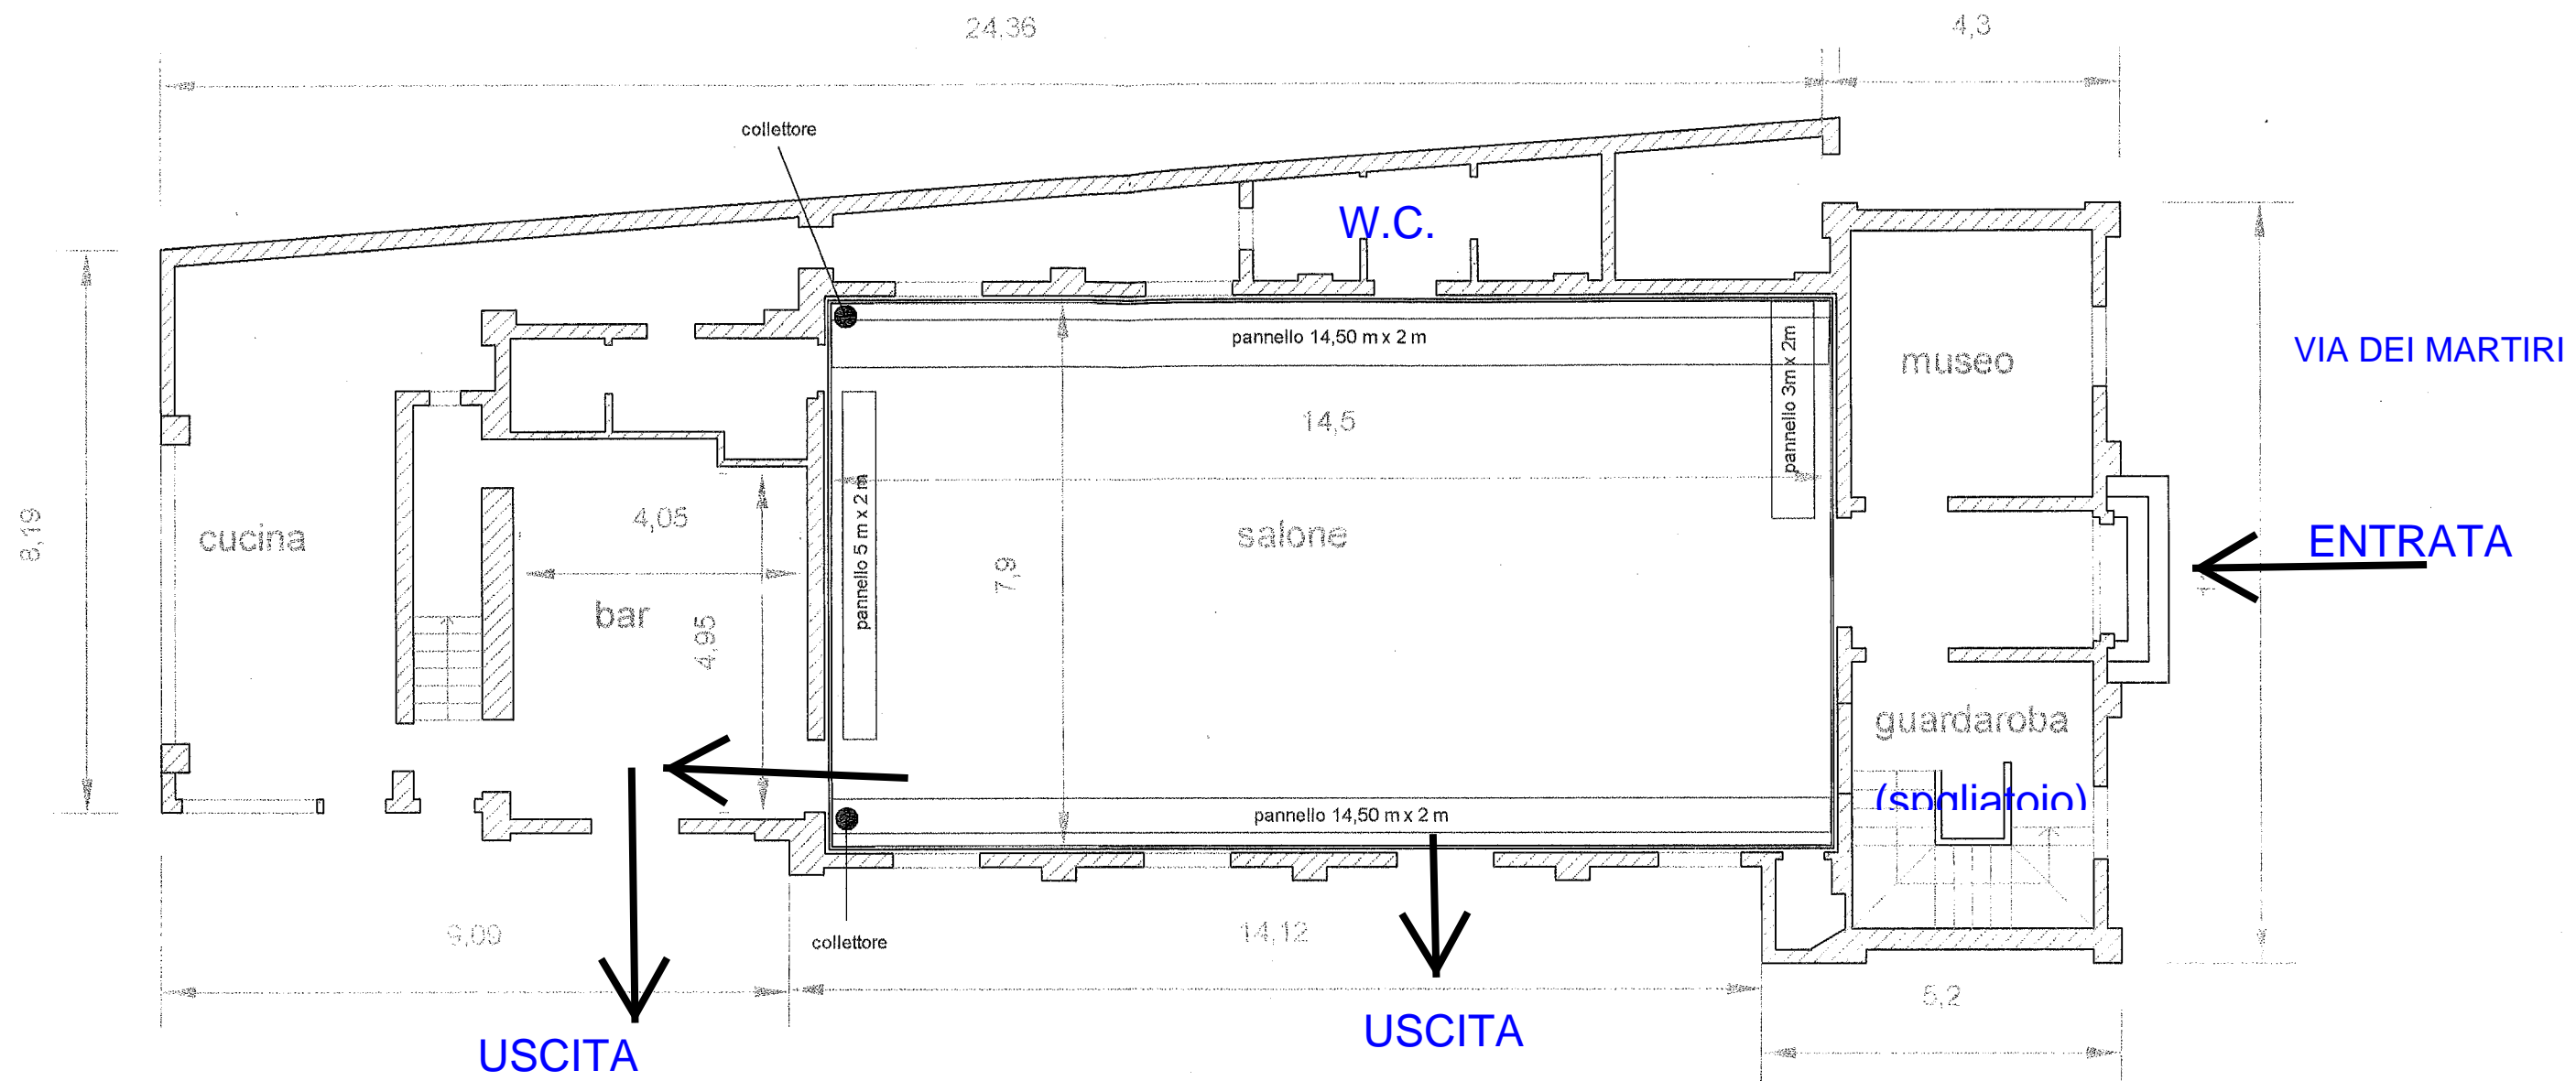 24.36
4,3
collettore
W.C.
pannello 14,50 m x 2 m
pannello 3m x 2m
museo
VIA DEI MARTIRI
14,5
pannello 5 m x 2 m
4,05
8,19
cucina
salone
ENTRATA
7,9
bar
4,95
guardaroba
(spogliatoio)
pannello 14,50 m x 2 m
9,09
collettore
14,12
5,2
USCITA
USCITA